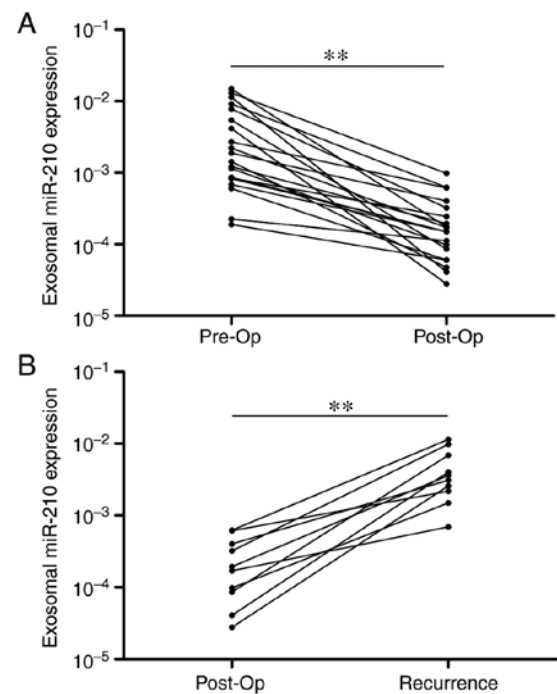 A
Exosomal miR-210 expression
10⁻¹
10⁻²
10⁻³
10⁻⁴
10⁻⁵
**
Pre-Op Post-Op
B
Exosomal miR-210 expression
10⁻¹
10⁻²
10⁻³
10⁻⁴
10⁻⁵
**
Post-Op Recurrence